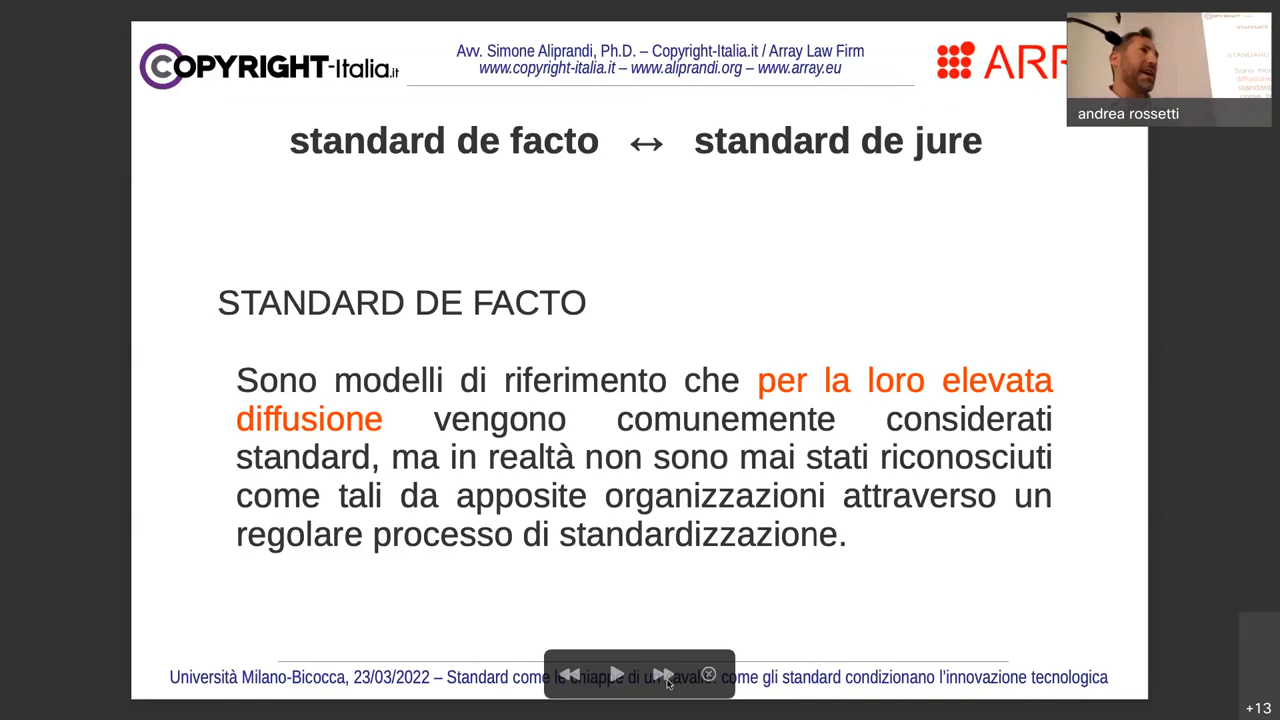 COPYRIGHT-Italia.it
Avv. Simone Aliprandi, Ph.D. – Copyright-Italia.it / Array Law Firm
www.copyright-italia.it – www.aliprandi.org – www.array.eu
ARR
andrea rossetti
standard de facto ↔ standard de jure
STANDARD DE FACTO
Sono modelli di riferimento che per la loro elevata
diffusione vengono comunemente considerati
standard, ma in realtà non sono mai stati riconosciuti
come tali da apposite organizzazioni attraverso un
regolare processo di standardizzazione.
Università Milano-Bicocca, 23/03/2022 – Standard come le chiappe di un cavallo: come gli standard condizionano l'innovazione tecnologica
+13